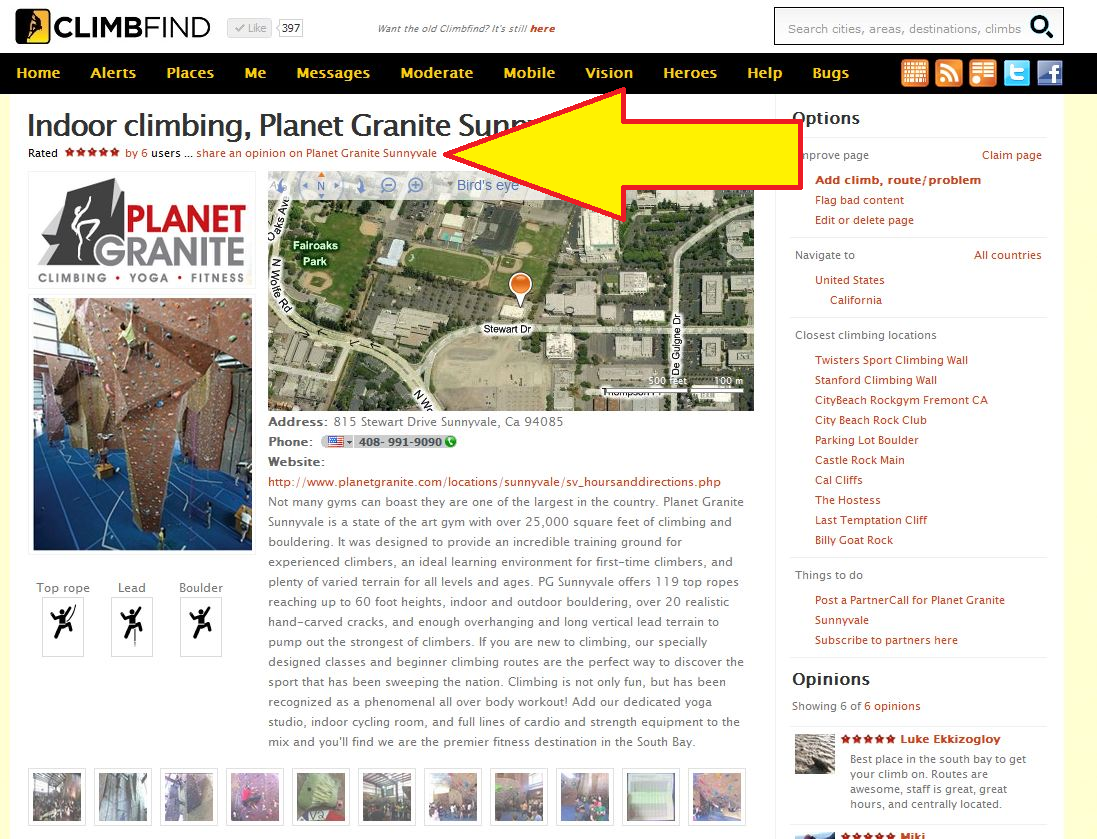 CLIMBFIND
Like 397
Want the old Climbfind? It's still here
Search cities, areas, destinations, climbs
Home Alerts Places Me Messages Moderate Mobile Vision Heroes Help Bugs
Indoor climbing, Planet Granite
Rated by 6 users ... share an opinion on Planet Granite Sunnyvale
PLANET
GRANITE
CLIMBING • YOGA • FITNESS
N
Bird's eye
Oaks Ave
Fairoaks
Park
N Wolfe Rd
Stewart Dr
De Guigne Dr
500 feet 100 m
Address: 815 Stewart Drive Sunnyvale, Ca 94085
Phone: 408- 991-9090
Website:
http://www.planetgranite.com/locations/sunnyvale/sv_hoursanddirections.php
Not many gyms can boast they are one of the largest in the country. Planet Granite
Sunnyvale is a state of the art gym with over 25,000 square feet of climbing and
bouldering. It was designed to provide an incredible training ground for
experienced climbers, an ideal learning environment for first-time climbers, and
plenty of varied terrain for all levels and ages. PG Sunnyvale offers 119 top ropes
reaching up to 60 foot heights, indoor and outdoor bouldering, over 20 realistic
hand-carved cracks, and enough overhanging and long vertical lead terrain to
pump out the strongest of climbers. If you are new to climbing, our specially
designed classes and beginner climbing routes are the perfect way to discover the
sport that has been sweeping the nation. Climbing is not only fun, but has been
recognized as a phenomenal all over body workout! Add our dedicated yoga
studio, indoor cycling room, and full lines of cardio and strength equipment to the
mix and you'll find we are the premier fitness destination in the South Bay.
Top rope Lead Boulder
Options
Claim page
Add climb, route/problem
Flag bad content
Edit or delete page
Navigate to All countries
United States
California
Closest climbing locations
Twisters Sport Climbing Wall
Stanford Climbing Wall
CityBeach Rockgym Fremont CA
City Beach Rock Club
Parking Lot Boulder
Castle Rock Main
Cal Cliffs
The Hostess
Last Temptation Cliff
Billy Goat Rock
Things to do
Post a PartnerCall for Planet Granite
Sunnyvale
Subscribe to partners here
Opinions
Showing 6 of 6 opinions
Luke Ekkizogloy
Best place in the south bay to get
your climb on. Routes are
awesome, staff is great, great
hours, and centrally located.
Miki